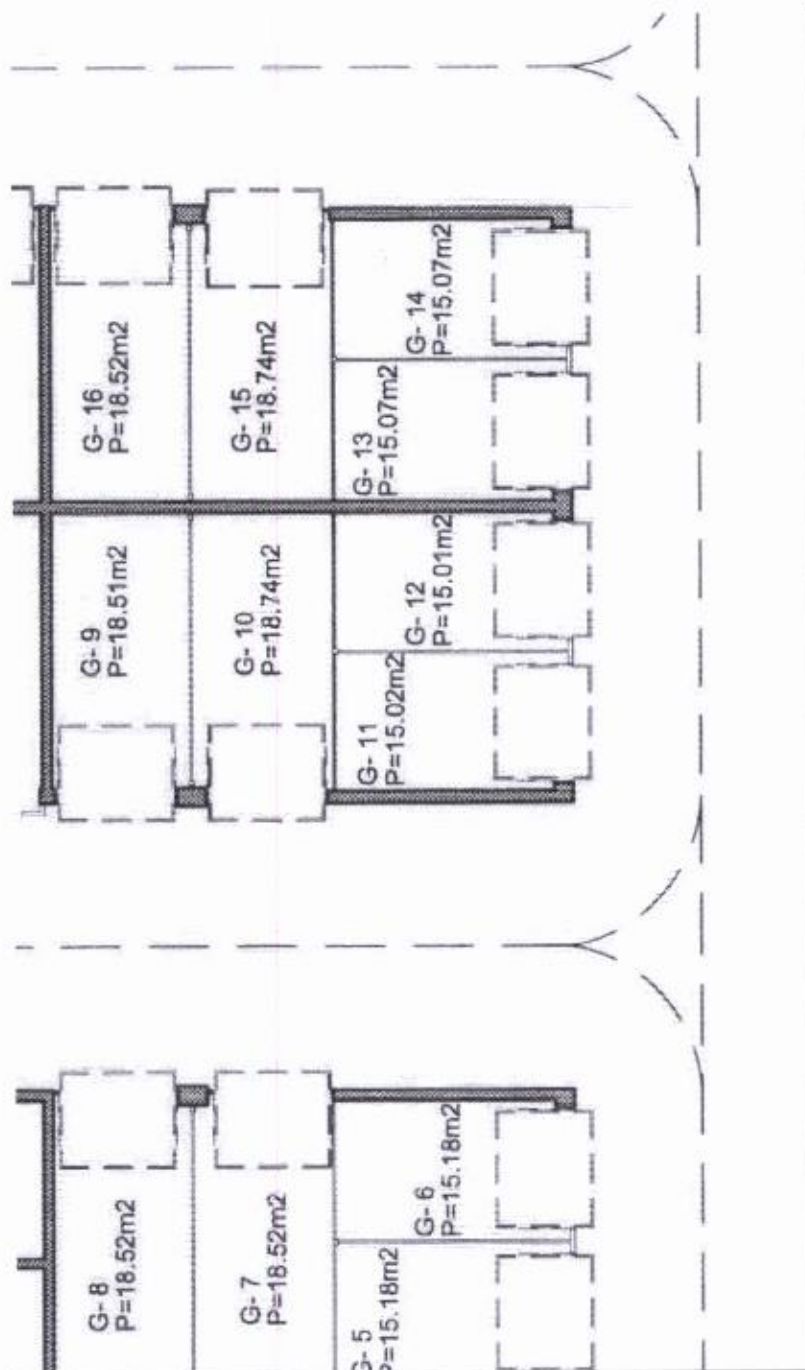 G- 16
P=18.52m2
G- 15
P=18.74m2
G- 14
P=15.07m2
G- 13
P=15.07m2
G- 9
P=18.51m2
G- 10
P=18.74m2
G- 12
P=15.01m2
G- 11
P=15.02m2
G- 8
P=18.52m2
G- 7
P=18.52m2
G- 6
P=15.18m2
G- 5
P=15.18m2